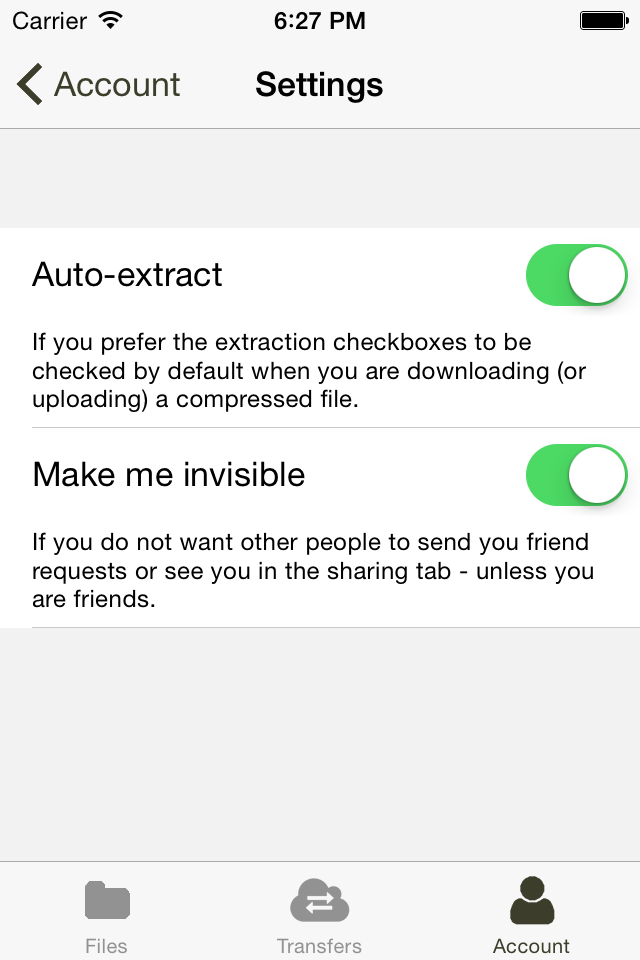 Carrier 6:27 PM
Account Settings
Auto-extract
If you prefer the extraction checkboxes to be
checked by default when you are downloading (or
uploading) a compressed file.
Make me invisible
If you do not want other people to send you friend
requests or see you in the sharing tab - unless you
are friends.
Files Transfers Account